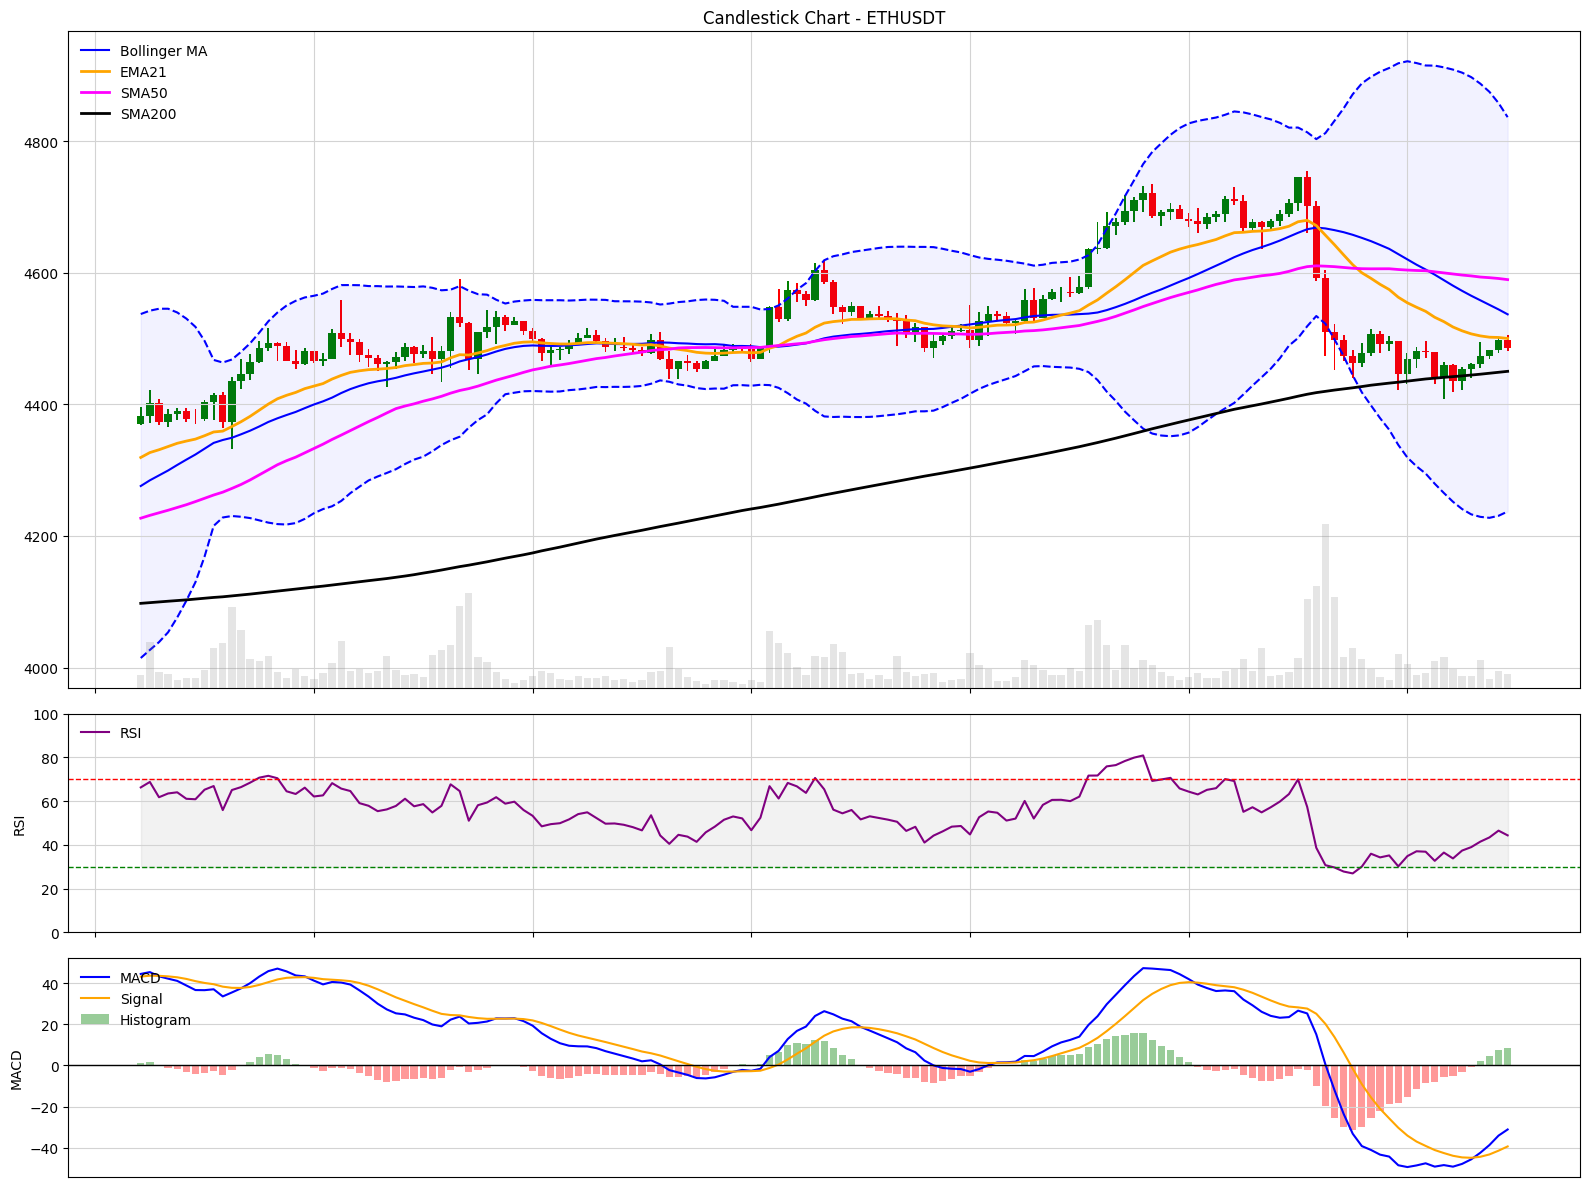 Candlestick Chart - ETHUSDT
Bollinger MA
EMA21
SMA50
SMA200
4800
4600
4400
4200
4000
100
RSI
80
60
40
20
0
RSI
MACD
Signal
Histogram
40
20
0
−20
−40
MACD